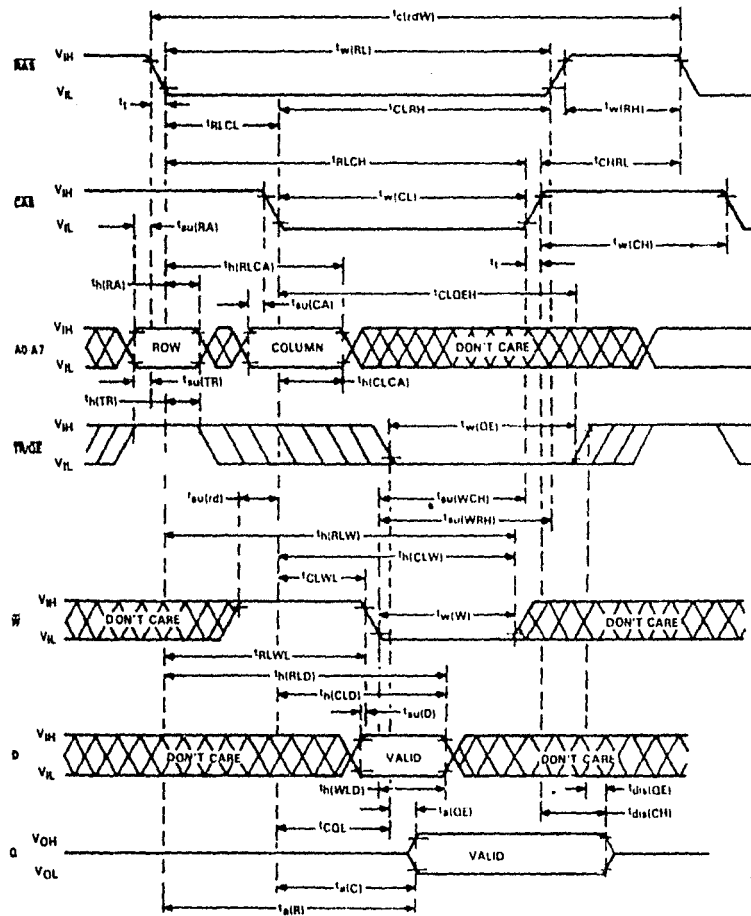 tc(rdW)
RAS
VIH
VIL
tw(RL)
tt
tCLRH
tw(RH)
tRLCL
tRLCH
tCHRL
CAS
VIH
VIL
tw(CL)
tsu(RA)
tw(CH)
th(RLCA)
tt
tCLOEH
th(RA)
tsu(CA)
A0 A7
VIH
VIL
ROW
COLUMN
DON'T CARE
tsu(TR)
th(CLCA)
th(TR)
TR/OE
VIH
VIL
tw(OE)
tsu(rd)
tsu(WCH)
tsu(WRH)
th(RLW)
th(CLW)
tCLWL
W
VIH
VIL
DON'T CARE
tw(W)
DON'T CARE
tRLWL
th(RLD)
th(CLD)
tsu(D)
D
VIH
VIL
DON'T CARE
VALID
DON'T CARE
th(WLD)
tdis(OE)
ta(OE)
tdis(CH)
tCOL
Q
VOH
VOL
VALID
ta(C)
ta(R)